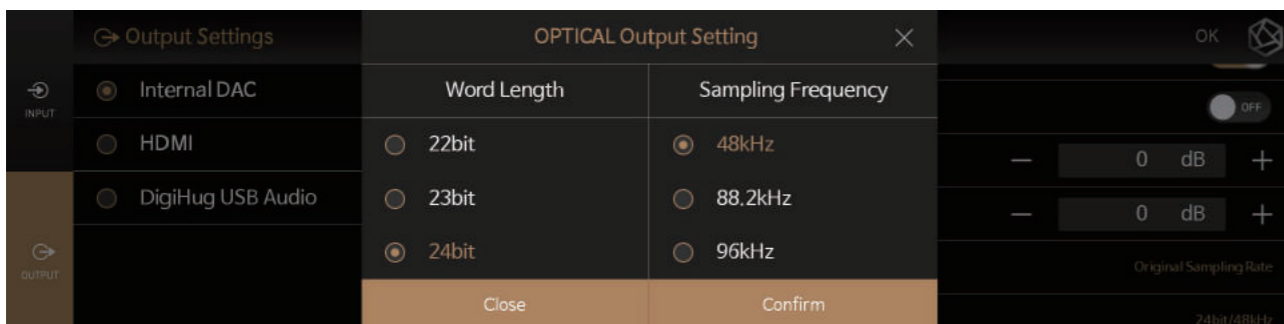 Output Settings
OPTICAL Output Setting
OK
INPUT
Internal DAC
Word Length
Sampling Frequency
OFF
HDMI
22bit
48kHz
0 dB
DigiHug USB Audio
23bit
88.2kHz
0 dB
OUTPUT
24bit
96kHz
Original Sampling Rate
Close
Confirm
24bit/48kHz